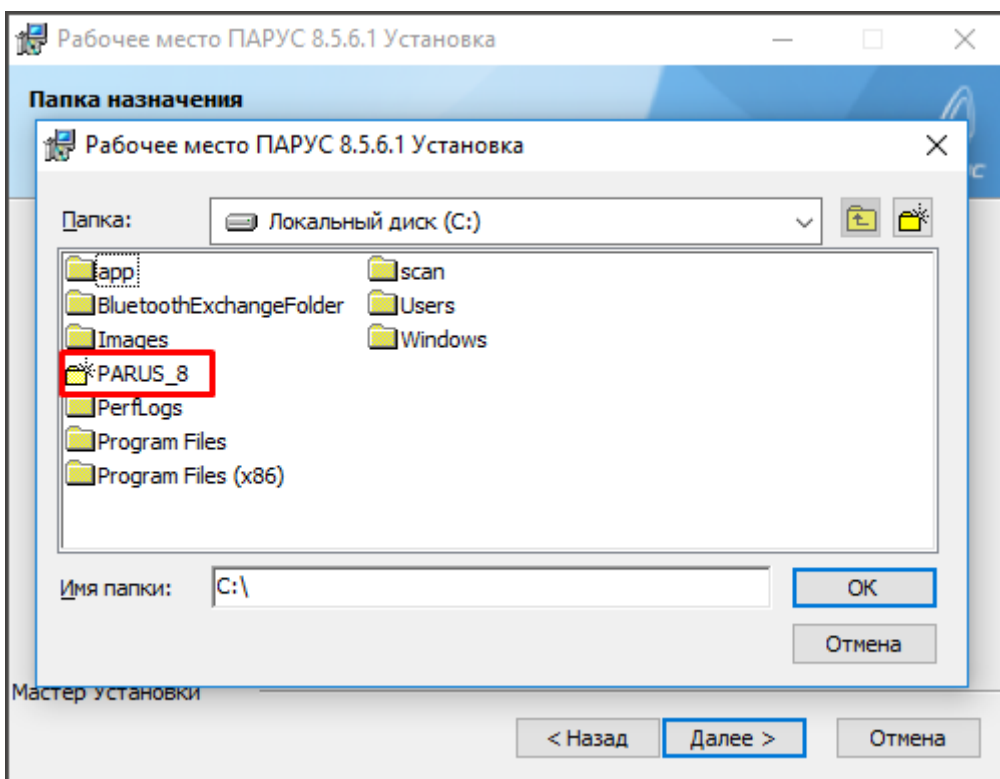 Рабочее место ПАРУС 8.5.6.1 Установка
Папка назначения
Рабочее место ПАРУС 8.5.6.1 Установка
Папка:
Локальный диск (C:)
app
BluetoothExchangeFolder
Images
PARUS_8
PerfLogs
Program Files
Program Files (x86)
scan
Users
Windows
Имя папки:
C:\
OK
Отмена
Мастер Установки
< Назад
Далее >
Отмена